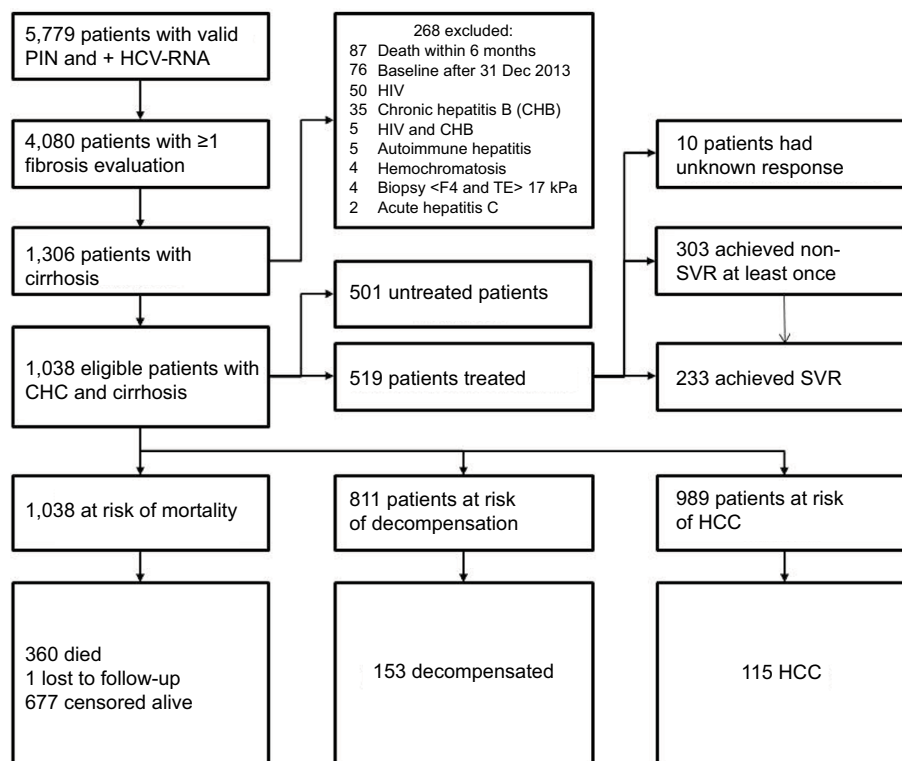 5,779 patients with valid
PIN and + HCV-RNA
4,080 patients with ≥1
fibrosis evaluation
1,306 patients with
cirrhosis
1,038 eligible patients with
CHC and cirrhosis
268 excluded:
87 Death within 6 months
76 Baseline after 31 Dec 2013
50 HIV
35 Chronic hepatitis B (CHB)
5 HIV and CHB
5 Autoimmune hepatitis
4 Hemochromatosis
4 Biopsy <F4 and TE> 17 kPa
2 Acute hepatitis C
501 untreated patients
519 patients treated
10 patients had
unknown response
303 achieved non-
SVR at least once
233 achieved SVR
1,038 at risk of mortality
811 patients at risk
of decompensation
989 patients at risk
of HCC
360 died
1 lost to follow-up
677 censored alive
153 decompensated
115 HCC